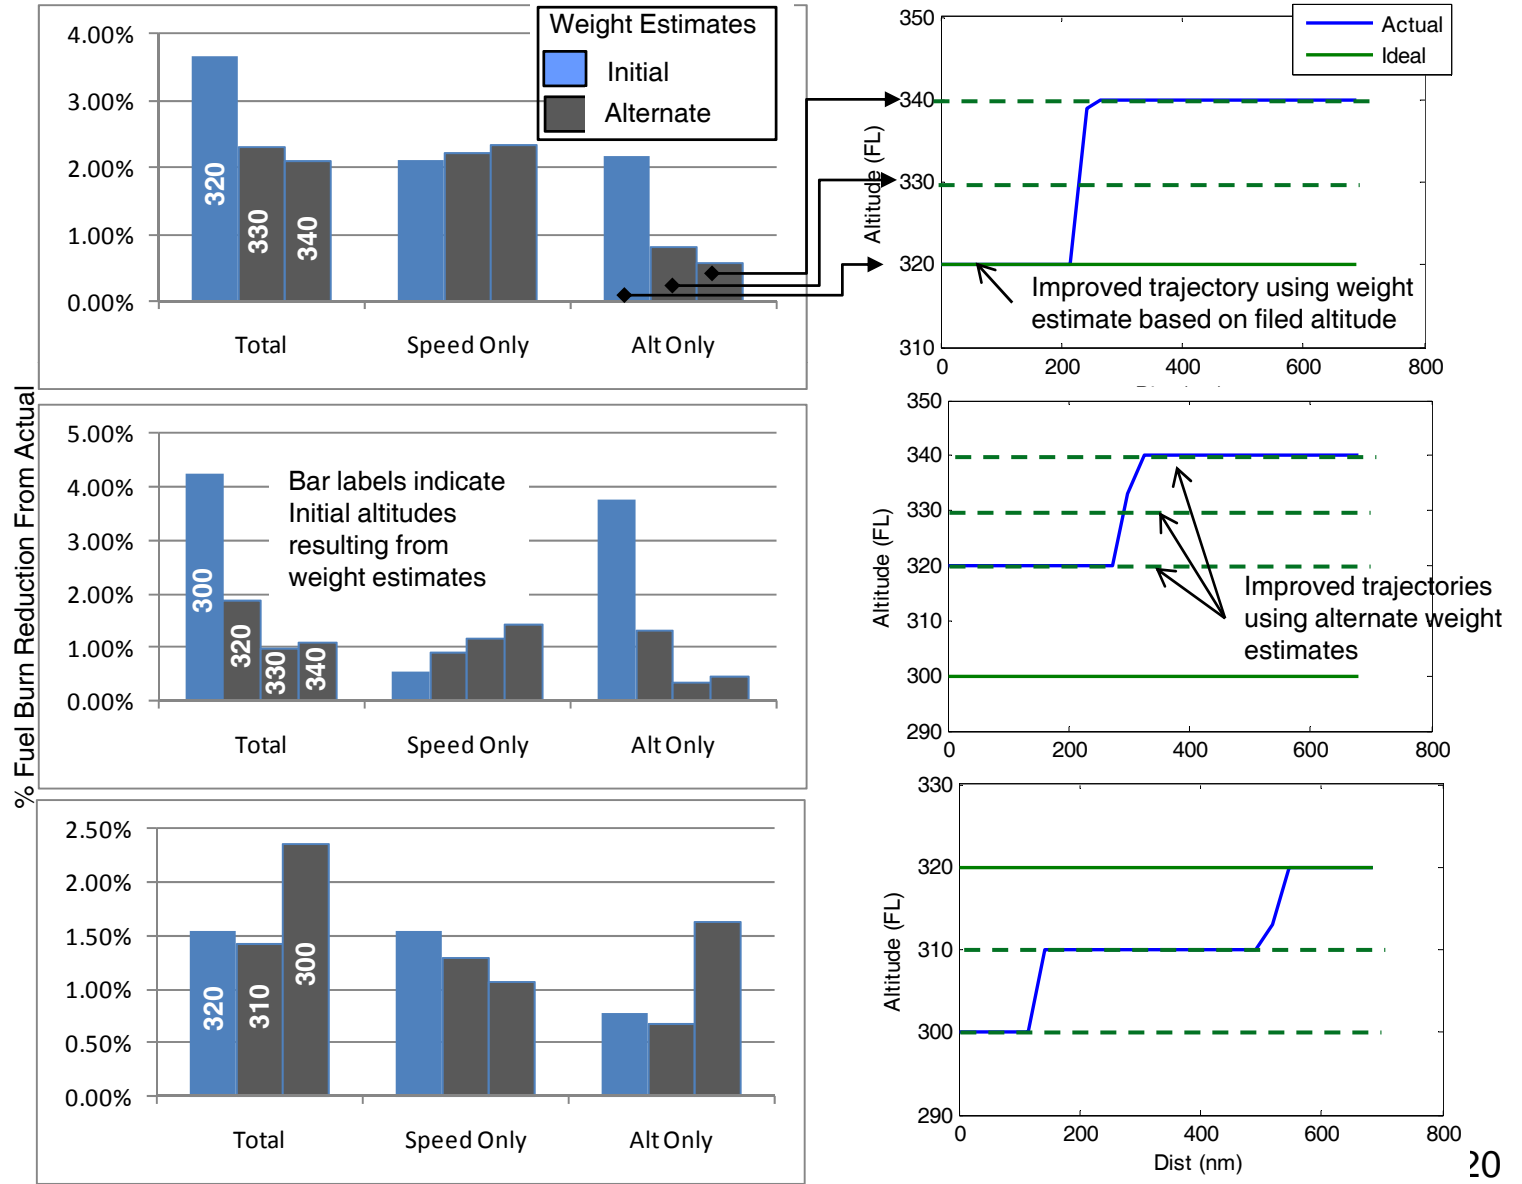 % Fuel Burn Reduction From Actual
4.00%
3.00%
2.00%
1.00%
0.00%
Weight Estimates
Initial
Alternate
320
330
340
Total
Speed Only
Alt Only
350
340
330
320
310
Altitude (FL)
Actual
Ideal
Improved trajectory using weight
estimate based on filed altitude
0 200 400 600 800
5.00%
4.00%
3.00%
2.00%
1.00%
0.00%
Bar labels indicate
Initial altitudes
resulting from
weight estimates
300
320
330
340
Total
Speed Only
Alt Only
350
340
330
320
310
300
290
Altitude (FL)
Improved trajectories
using alternate weight
estimates
0 200 400 600 800
2.50%
2.00%
1.50%
1.00%
0.50%
0.00%
320
310
300
Total
Speed Only
Alt Only
330
320
310
300
290
Altitude (FL)
0 200 400 600 800
Dist (nm)
20